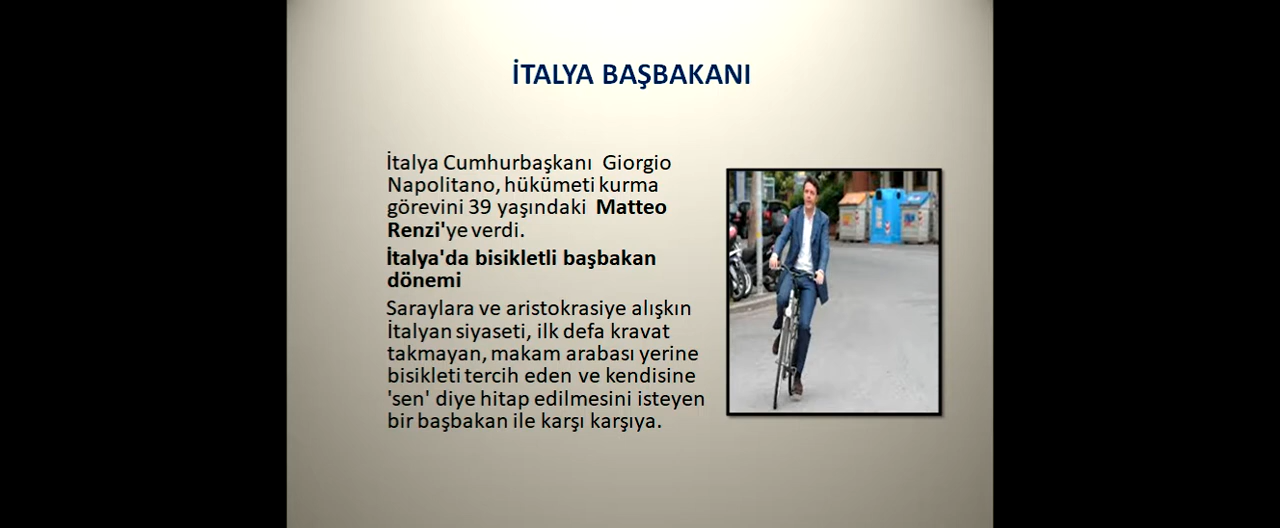 İTALYA BAŞBAKANI
İtalya Cumhurbaşkanı Giorgio
Napolitano, hükümeti kurma
görevini 39 yaşındaki Matteo
Renzi'ye verdi.
İtalya'da bisikletli başbakan
dönemi
Saraylara ve aristokrasiye alışkın
İtalyan siyaseti, ilk defa kravat
takmayan, makam arabası yerine
bisikleti tercih eden ve kendisine
'sen' diye hitap edilmesini isteyen
bir başbakan ile karşı karşıya.